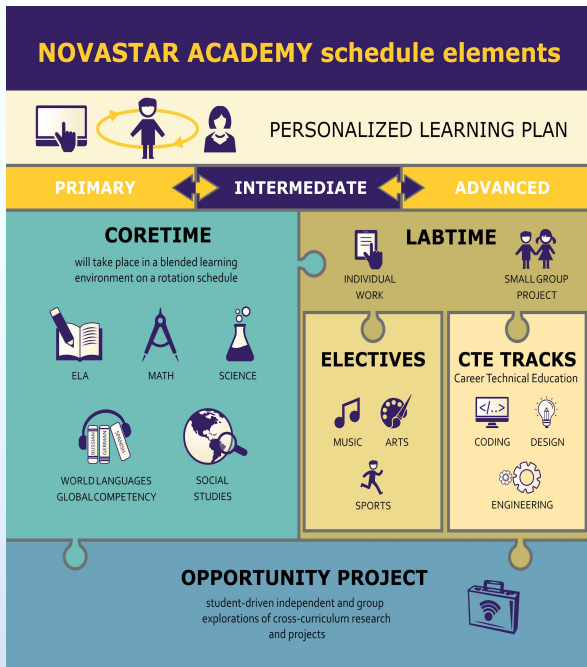 NOVASTAR ACADEMY schedule elements
PERSONALIZED LEARNING PLAN
PRIMARY
INTERMEDIATE
ADVANCED
CORETIME
will take place in a blended learning
environment on a rotation schedule
ELA
MATH
SCIENCE
RUSSIAN
GERMAN
SPANISH
WORLD LANGUAGES
GLOBAL COMPETENCY
SOCIAL
STUDIES
LABTIME
INDIVIDUAL
WORK
SMALL GROUP
PROJECT
ELECTIVES
MUSIC
ARTS
SPORTS
CTE TRACKS
Career Technical Education
</..>
CODING
DESIGN
ENGINEERING
OPPORTUNITY PROJECT
student-driven independent and group
explorations of cross-curriculum research
and projects